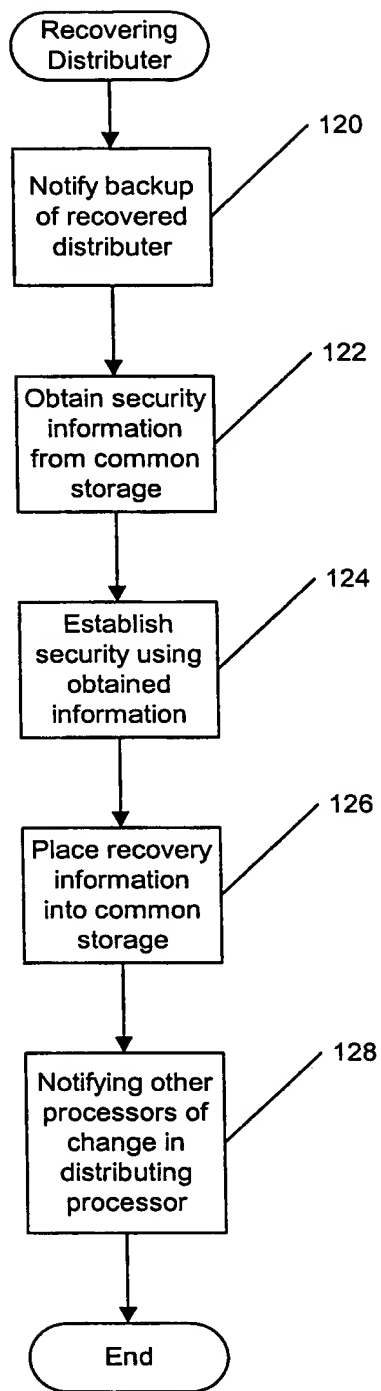 Recovering
Distributer
120
Notify backup
of recovered
distributer
122
Obtain security
information
from common
storage
124
Establish
security using
obtained
information
126
Place recovery
information
into common
storage
128
Notifying other
processors of
change in
distributing
processor
End